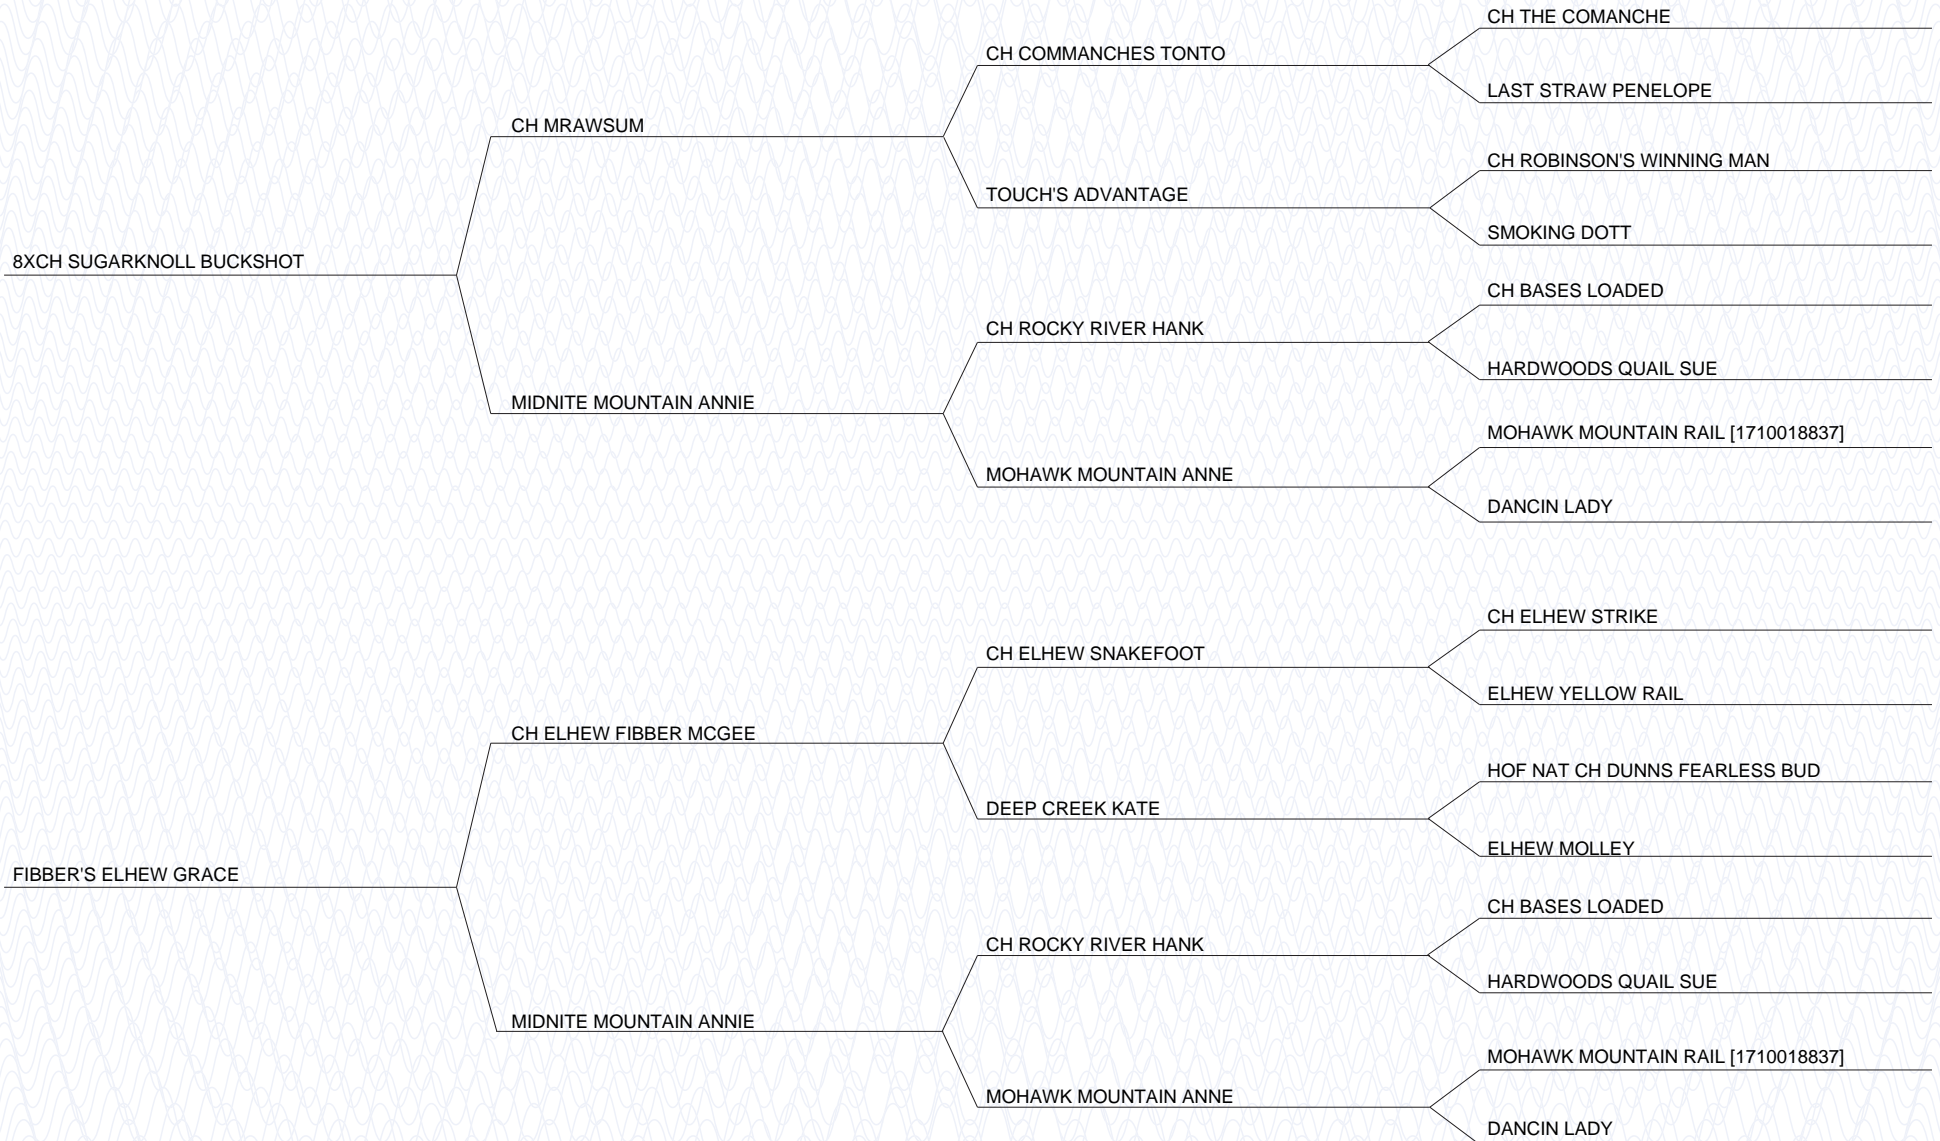 CH THE COMANCHE
CH COMMANCHES TONTO
LAST STRAW PENELOPE
CH MRAWSUM
CH ROBINSON'S WINNING MAN
TOUCH'S ADVANTAGE
SMOKING DOTT
8XCH SUGARKNOLL BUCKSHOT
CH BASES LOADED
CH ROCKY RIVER HANK
HARDWOODS QUAIL SUE
MIDNITE MOUNTAIN ANNIE
MOHAWK MOUNTAIN RAIL [1710018837]
MOHAWK MOUNTAIN ANNE
DANCIN LADY
CH ELHEW STRIKE
CH ELHEW SNAKEFOOT
ELHEW YELLOW RAIL
CH ELHEW FIBBER MCGEE
HOF NAT CH DUNNS FEARLESS BUD
DEEP CREEK KATE
ELHEW MOLLEY
FIBBER'S ELHEW GRACE
CH BASES LOADED
CH ROCKY RIVER HANK
HARDWOODS QUAIL SUE
MIDNITE MOUNTAIN ANNIE
MOHAWK MOUNTAIN RAIL [1710018837]
MOHAWK MOUNTAIN ANNE
DANCIN LADY